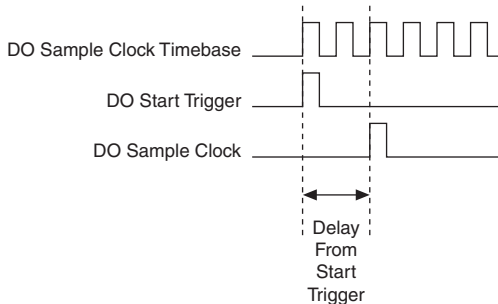 DO Sample Clock Timebase
DO Start Trigger
DO Sample Clock
Delay
From
Start
Trigger